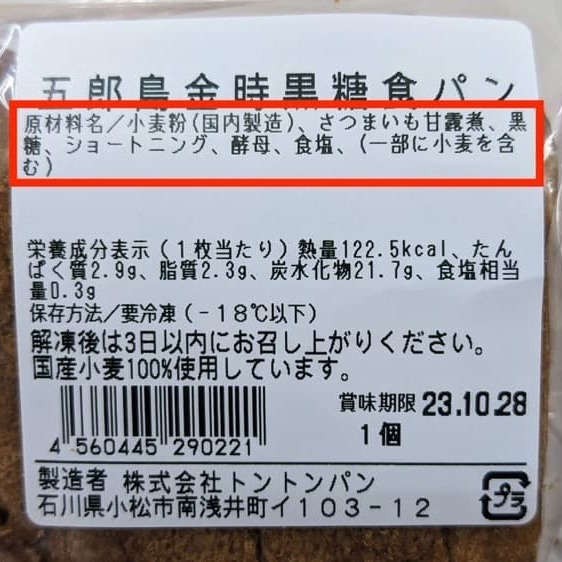 五郎島金時黒糖食パン
原材料名／小麦粉(国内製造)、さつまいも甘露煮、黒
糖、ショートニング、酵母、食塩、(一部に小麦を含
む)
栄養成分表示（１枚当たり）熱量122.5kcal、たん
ぱく質2.9g、脂質2.3g、炭水化物21.7g、食塩相当
量0.3g
保存方法／要冷凍（－18℃以下）
解凍後は3日以内にお召し上がりください。
国産小麦100%使用しています。
賞味期限 23.10.28
4 560445 290221
１個
製造者 株式会社トントンパン
石川県小松市南浅井町イ１０３－１２
プラ